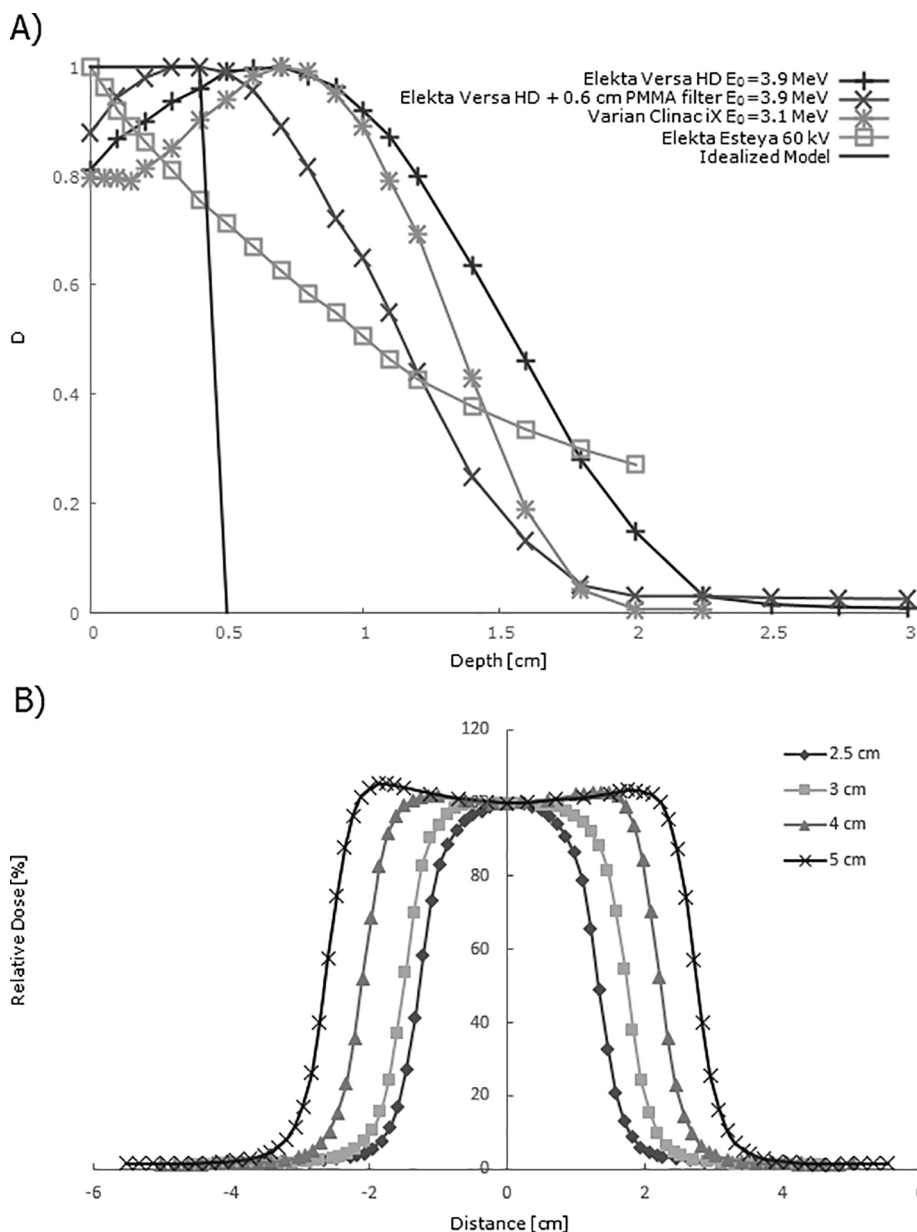 A)
Elekta Versa HD E₀=3.9 MeV
Elekta Versa HD + 0.6 cm PMMA filter E₀=3.9 MeV
Varian Clinac iX E₀=3.1 MeV
Elekta Esteya 60 kV
Idealized Model
1
0.8
0.6
0.4
0.2
0
D
0 0.5 1 1.5 2 2.5 3
Depth [cm]
B)
120
80
60
40
20
0
2.5 cm
3 cm
4 cm
5 cm
Relative Dose [%]
-6 -4 -2 0 2 4 6
Distance [cm]